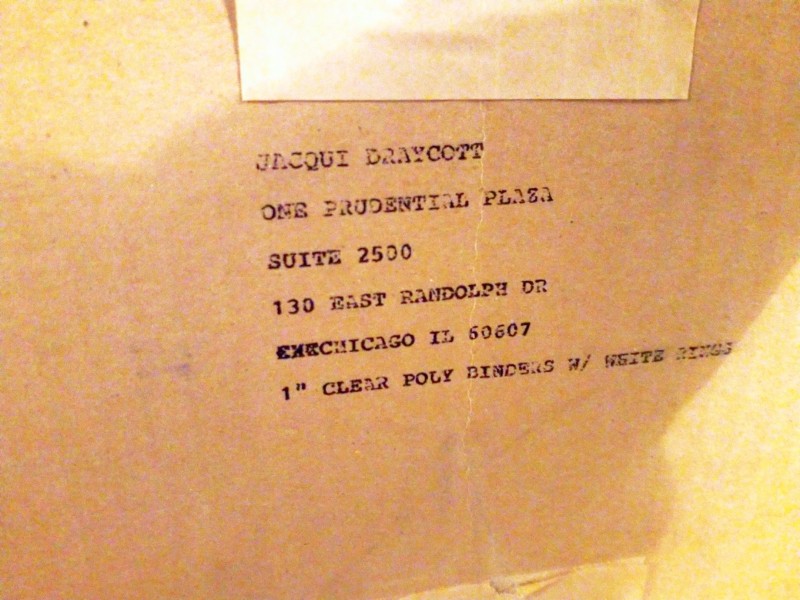 JACQUI DRAYCOTT
ONE PRUDENTIAL PLAZA
SUITE 2500
130 EAST RANDOLPH DR
CHICAGO IL 60607
1" CLEAR POLY BINDERS W/ WHITE RINGS